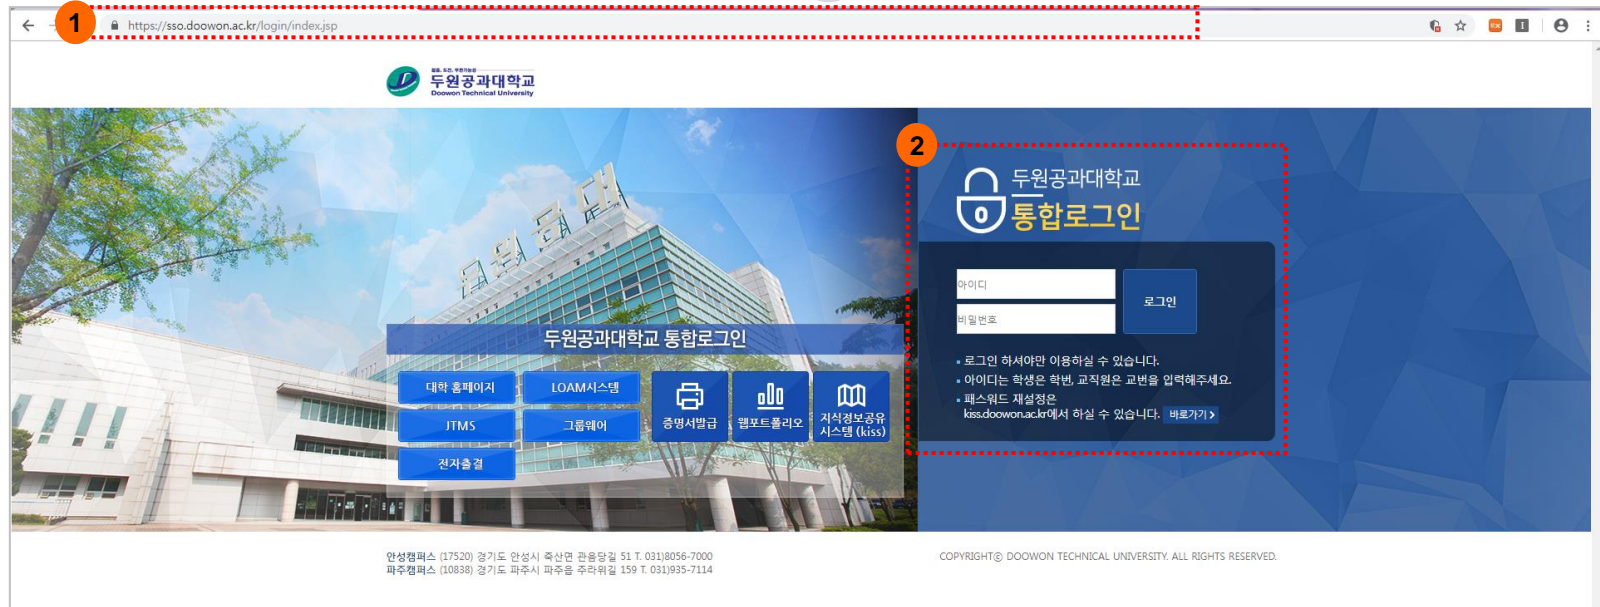 1
https://sso.doowon.ac.kr/login/index.jsp
두원공과대학교
Doowon Technical University
두원공대
2
두원공과대학교
통합로그인
아이디
비밀번호
로그인
로그인 하셔야만 이용하실 수 있습니다.
아이디는 학생은 학번, 교직원은 교번을 입력해주세요.
패스워드 재설정은
kiss.doowon.ac.kr에서 하실 수 있습니다. 바로가기 >
두원공과대학교 통합로그인
대학 홈페이지
LOAM시스템
JTMS
그룹웨어
전자출결
증명서발급
웹포트폴리오
지식정보공유
시스템 (kiss)
안성캠퍼스 (17520) 경기도 안성시 죽산면 관음당길 51 T. 031)8056-7000
파주캠퍼스 (10838) 경기도 파주시 파주읍 주라위길 159 T. 031)935-7114
COPYRIGHTⓒ DOOWON TECHNICAL UNIVERSITY. ALL RIGHTS RESERVED.